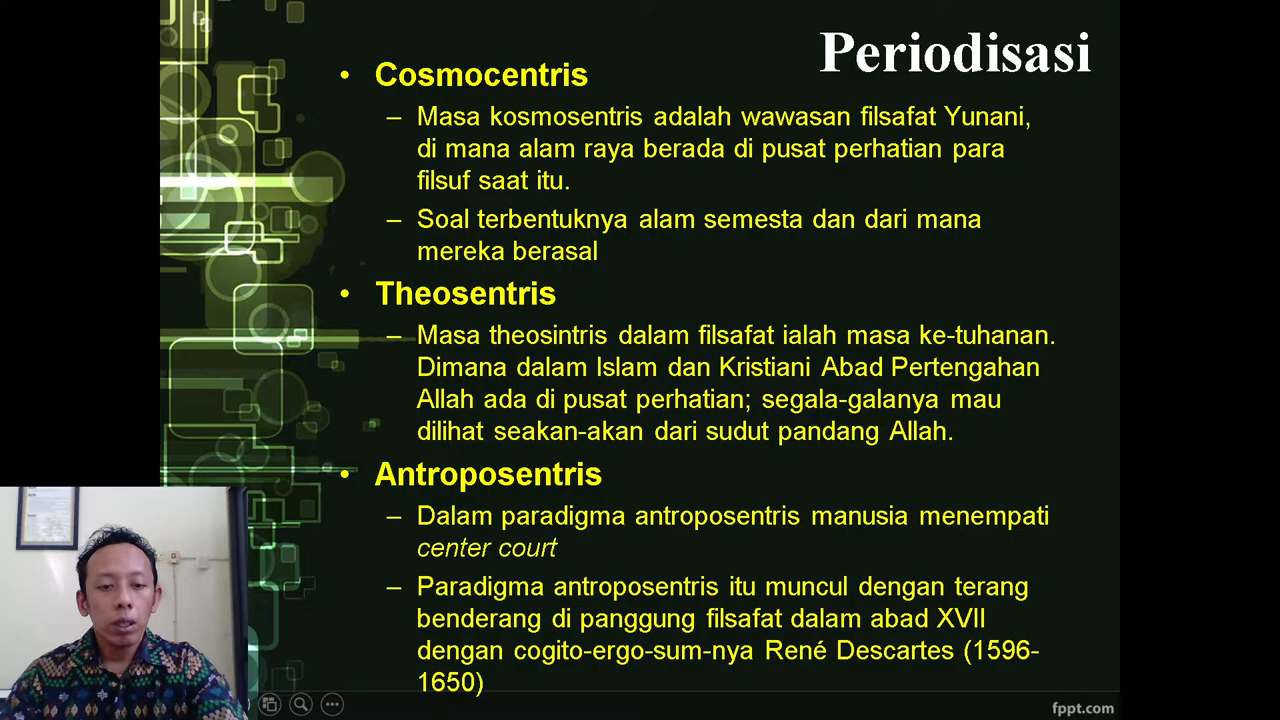 Periodisasi
• Cosmocentris
– Masa kosmosentris adalah wawasan filsafat Yunani,
di mana alam raya berada di pusat perhatian para
filsuf saat itu.
– Soal terbentuknya alam semesta dan dari mana
mereka berasal
• Theosentris
– Masa theosintris dalam filsafat ialah masa ke-tuhanan.
Dimana dalam Islam dan Kristiani Abad Pertengahan
Allah ada di pusat perhatian; segala-galanya mau
dilihat seakan-akan dari sudut pandang Allah.
• Antroposentris
– Dalam paradigma antroposentris manusia menempati
center court
– Paradigma antroposentris itu muncul dengan terang
benderang di panggung filsafat dalam abad XVII
dengan cogito-ergo-sum-nya René Descartes (1596-
1650)
fppt.com